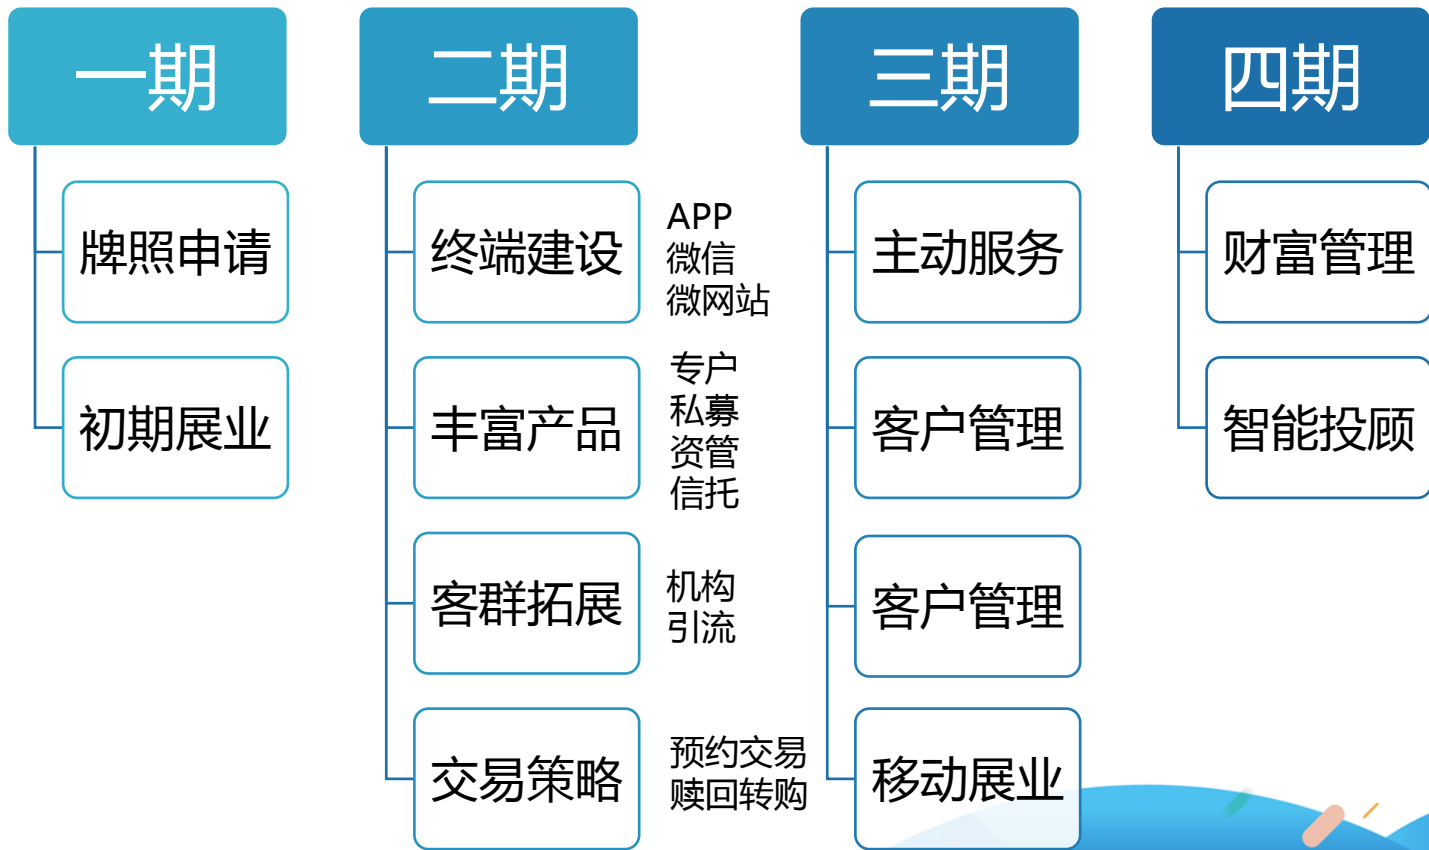 一期
牌照申请
初期展业
二期
终端建设
APP
微信
微网站
丰富产品
专户
私募
资管
信托
客群拓展
机构
引流
交易策略
预约交易
赎回转购
三期
主动服务
客户管理
客户管理
移动展业
四期
财富管理
智能投顾